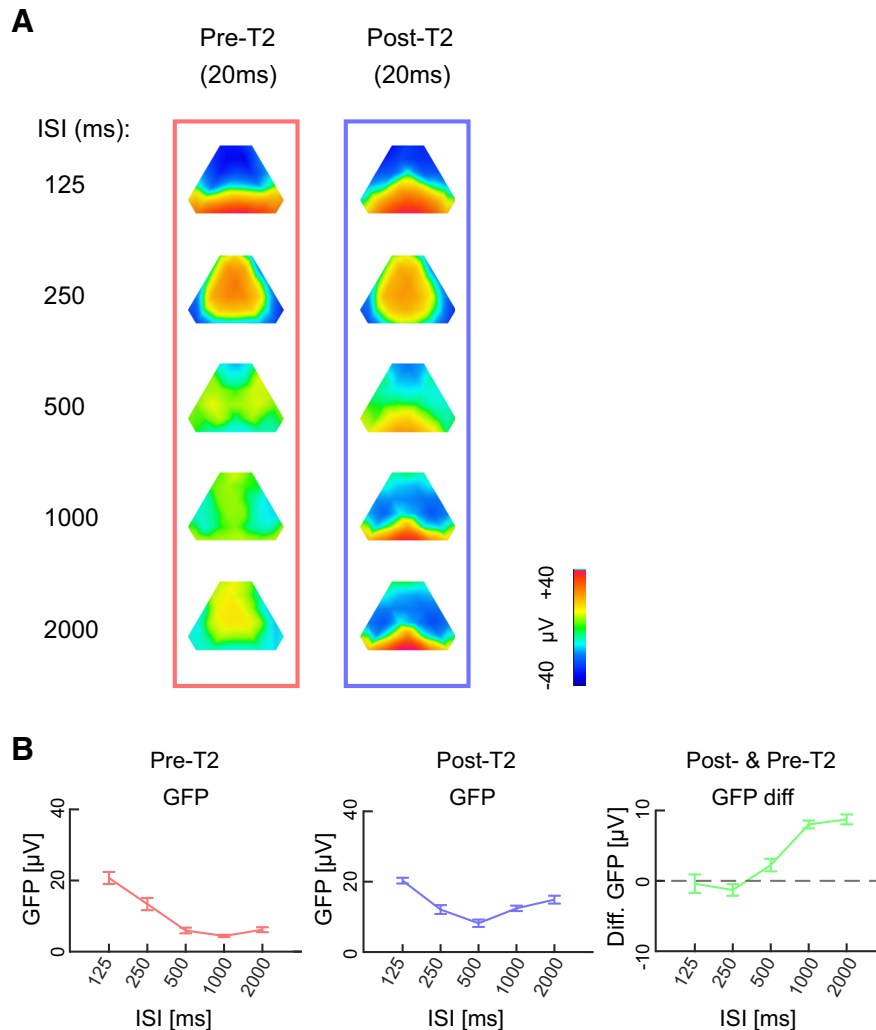 A
Pre-T2
(20ms)
Post-T2
(20ms)
ISI (ms):
125
250
500
1000
2000
+40
µV
-40
B
Pre-T2
GFP
GFP [µV]
40
20
0
125
250
500
1000
2000
ISI [ms]
Post-T2
GFP
GFP [µV]
40
20
0
125
250
500
1000
2000
ISI [ms]
Post- & Pre-T2
GFP diff
Diff. GFP [µV]
10
0
-10
125
250
500
1000
2000
ISI [ms]